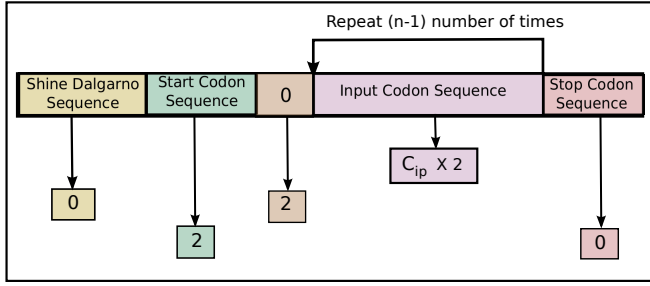 Repeat (n-1) number of times
Shine Dalgarno
Sequence
Start Codon
Sequence
0
Input Codon Sequence
Stop Codon
Sequence
C_ip X 2
0
2
2
0